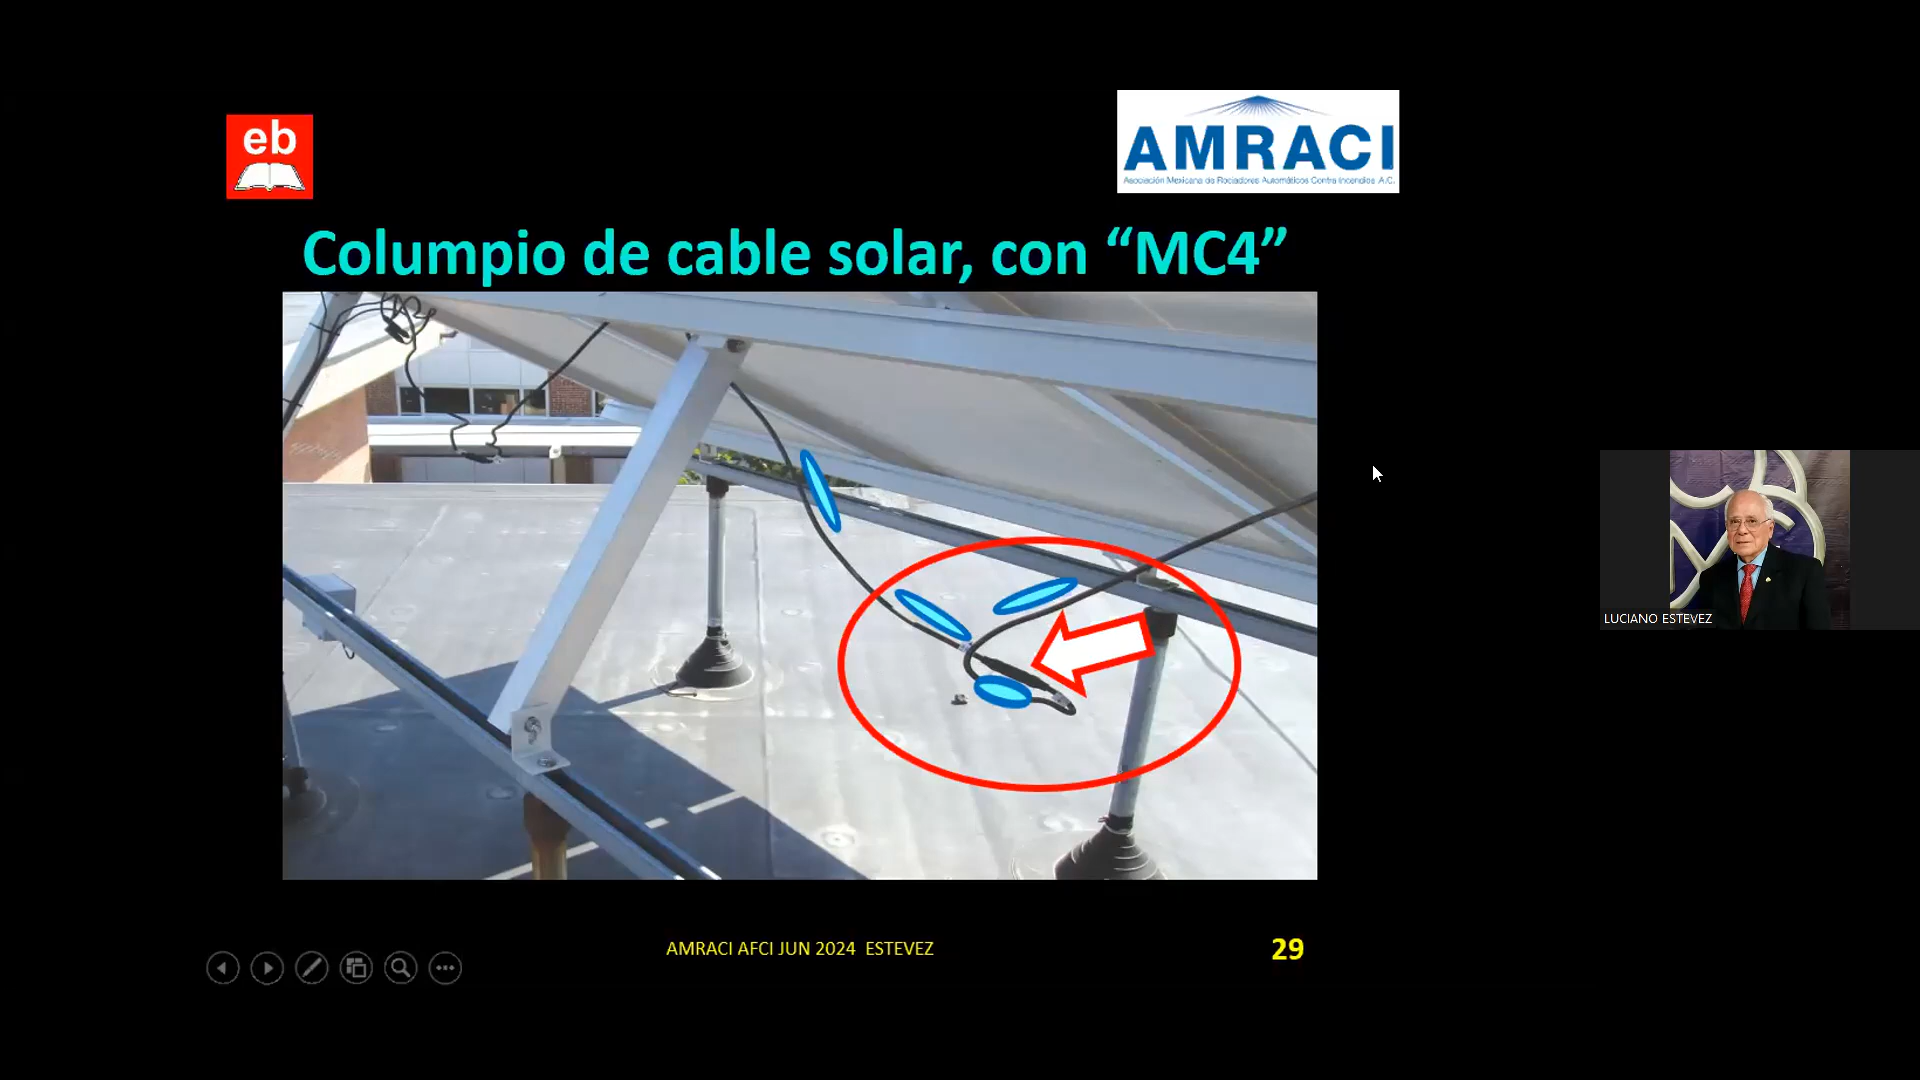 eb
AMRACI
Asociación Mexicana de Rociadores Automáticos Contra Incendios A.C.
Columpio de cable solar, con “MC4”
LUCIANO ESTEVEZ
AMRACI AFCI JUN 2024 ESTEVEZ
29